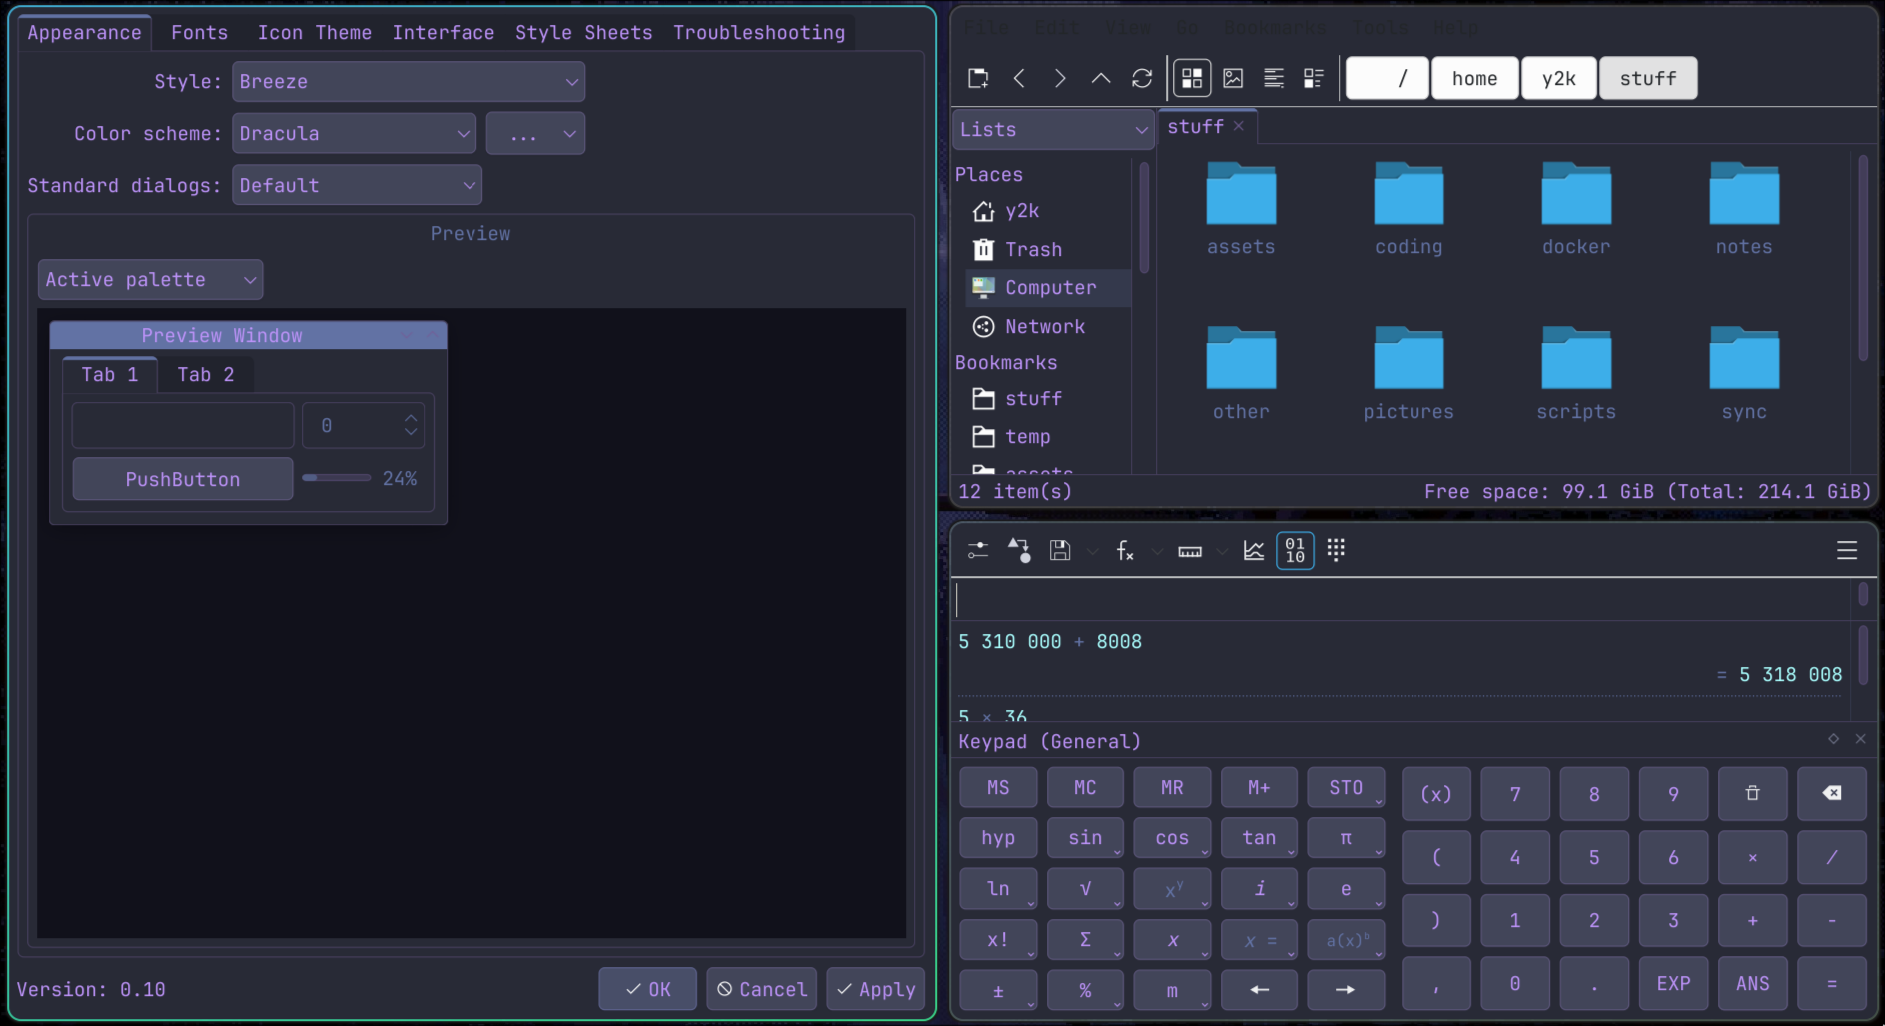 Appearance Fonts Icon Theme Interface Style Sheets Troubleshooting
Style: Breeze
Color scheme: Dracula ...
Standard dialogs: Default
Preview
Active palette
Preview Window
Tab 1 Tab 2
0
PushButton 24%
Version: 0.10 OK Cancel Apply
File Edit View Go Bookmarks Tools Help
/ home y2k stuff
Lists stuff
Places
y2k
Trash
Computer
Network
Bookmarks
stuff
temp
assets
assets coding docker notes
other pictures scripts sync
12 item(s) Free space: 99.1 GiB (Total: 214.1 GiB)
01
10
5 310 000 + 8008
= 5 318 008
5 × 36
Keypad (General)
MS MC MR M+ STO (x) 7 8 9
hyp sin cos tan π ( 4 5 6 × /
ln √ xʸ i e ) 1 2 3 + -
x! Σ x x = a(x)ᵇ
± % m ← → , 0 . EXP ANS =